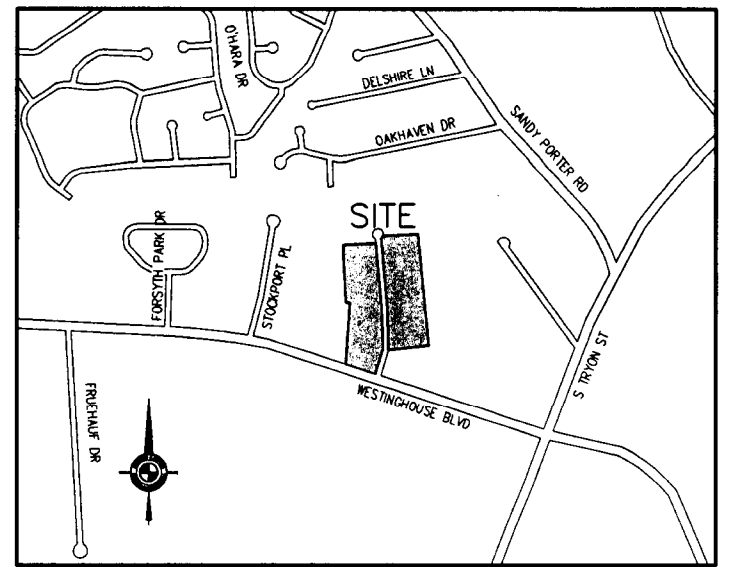 O'HARA DR
DELSHIRE LN
SANDY PORTER RD
OAKHAVEN DR
SITE
FORSYTH PARK DR
STOCKPORT PL
S TRYON ST
WESTINGHOUSE BLVD
FRUEHAUF DR